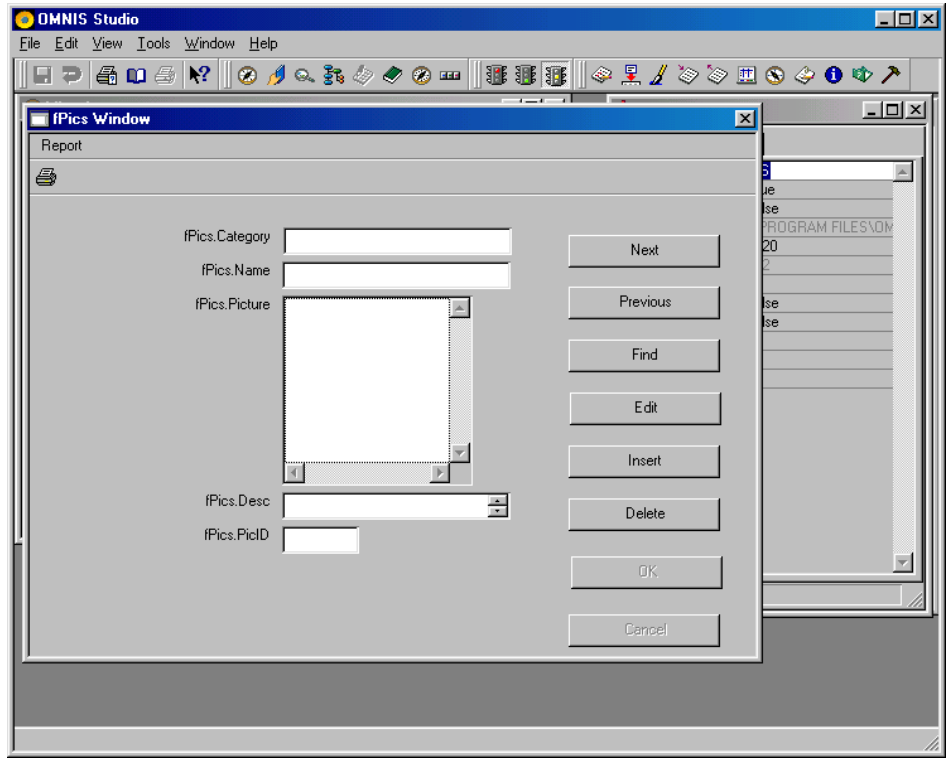 OMNIS Studio
File Edit View Tools Window Help
fPics Window
Report
fPics.Category
fPics.Name
fPics.Picture
fPics.Desc
fPics.PicID
Next
Previous
Find
Edit
Insert
Delete
OK
Cancel
S
ue
lse
PROGRAM FILES\OM
20
2
lse
lse